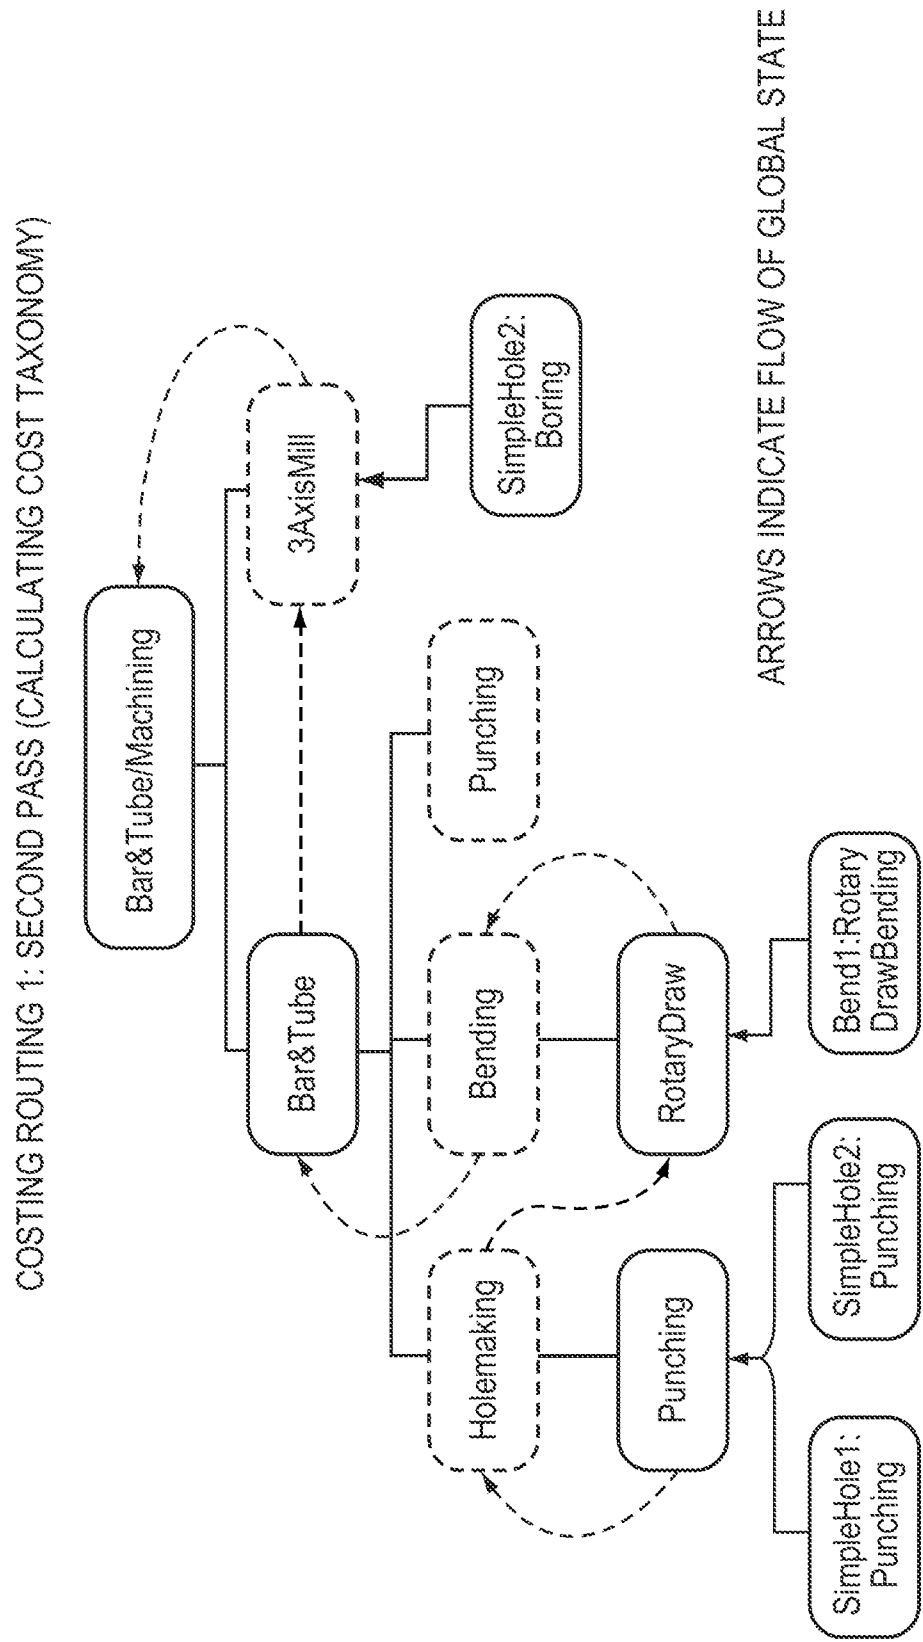 COSTING ROUTING 1: SECOND PASS (CALCULATING COST TAXONOMY)
Bar&Tube/Machining
Bar&Tube
3AxisMill
Holemaking
Bending
Punching
SimpleHole2:
Boring
Punching
RotaryDraw
SimpleHole1:
Punching
SimpleHole2:
Punching
Bend1:Rotary
DrawBending
ARROWS INDICATE FLOW OF GLOBAL STATE